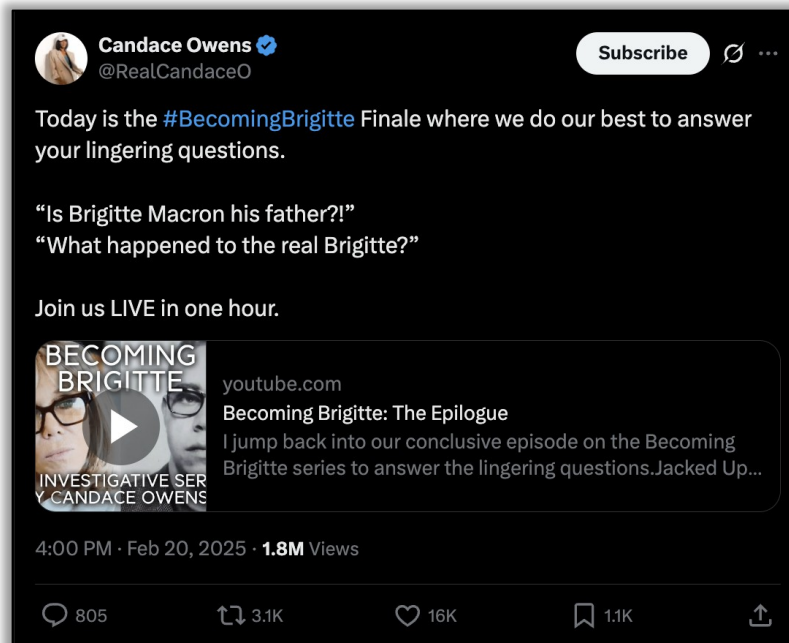 Candace Owens
@RealCandaceO
Subscribe
Today is the #BecomingBrigitte Finale where we do our best to answer
your lingering questions.
“Is Brigitte Macron his father?!”
“What happened to the real Brigitte?”
Join us LIVE in one hour.
BECOMING
BRIGITTE
INVESTIGATIVE SER
Y CANDACE OWENS
youtube.com
Becoming Brigitte: The Epilogue
I jump back into our conclusive episode on the Becoming
Brigitte series to answer the lingering questions.Jacked Up...
4:00 PM · Feb 20, 2025 · 1.8M Views
805 3.1K 16K 1.1K